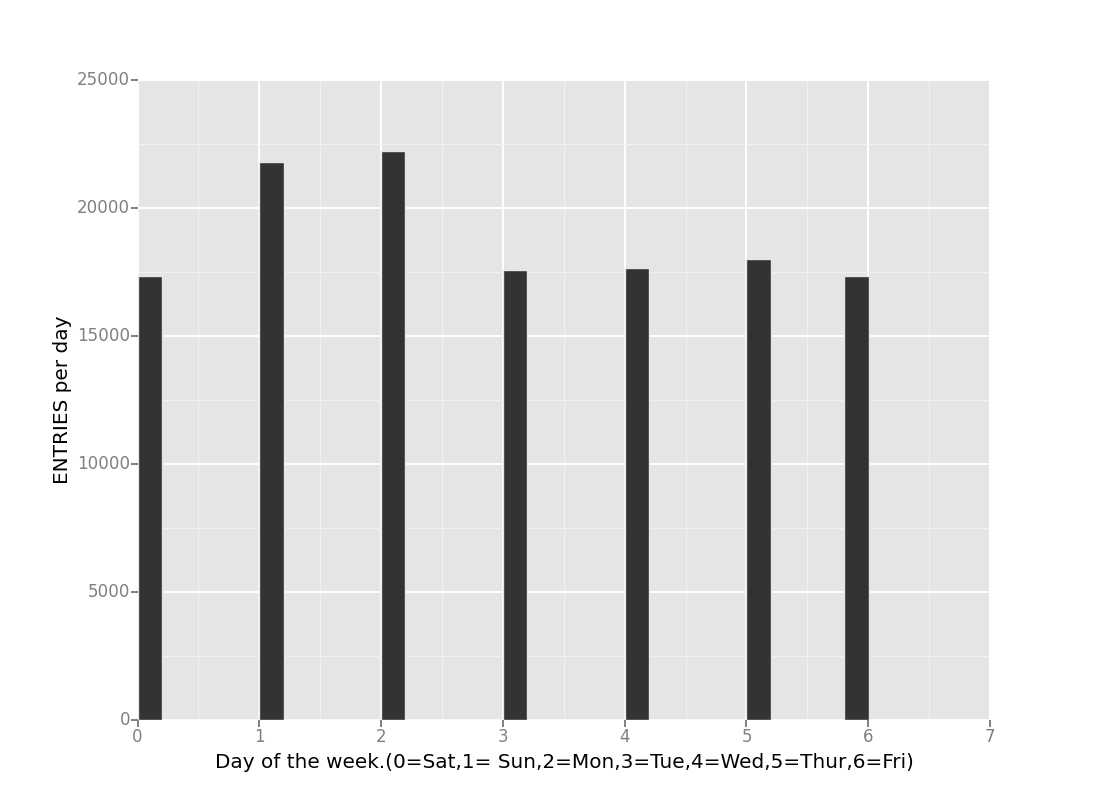 25000
20000
15000
10000
5000
0
ENTRIES per day
0 1 2 3 4 5 6 7
Day of the week.(0=Sat,1= Sun,2=Mon,3=Tue,4=Wed,5=Thur,6=Fri)